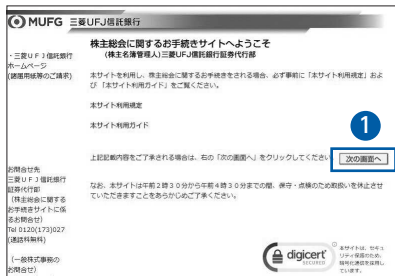 MUFG 三菱UFJ信託銀行
株主総会に関するお手続きサイトへようこそ
(株主名簿管理人)三菱UFJ信託銀行証券代行部
・三菱ＵＦＪ信託銀行
ホームページ
(諸届用紙等のご請求)
本サイトを利用し、株主総会に関するお手続きをされる場合、必ず事前に「本サイト利用規定」およ
び 「本サイト利用ガイド」をご覧ください。
本サイト利用規定
本サイト利用ガイド
1
上記記載内容をご了承される場合は、右の「次の画面へ」をクリックしてください
次の画面へ
なお、本サイトは午前２時３０分から午前４時３０分までの間、保守・点検のため取扱いを休止させ
ていただきますことをあらかじめご了承ください。
お問合せ先
三菱ＵＦＪ信託銀行
証券代行部
(株主総会に関する
お手続きサイトに係
るお問合せ)
Tel 0120(173)027
(通話料無料)
(一般株式事務の
お問合せ)
digicert
SECURED
本サイトは、セキュ
リティ保護のため、
暗号化通信を採用し
ています。